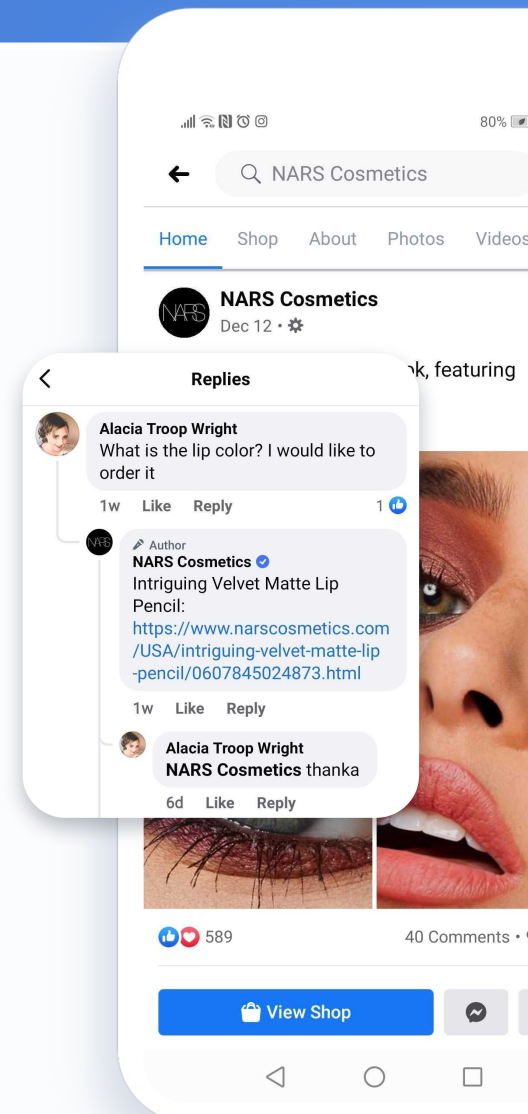 80%
NARS Cosmetics
Home Shop About Photos Videos
NARS
NARS Cosmetics
Dec 12 •
featuring
Replies
Alacia Troop Wright
What is the lip color? I would like to
order it
1w Like Reply 1
NARS
Author
NARS Cosmetics
Intriguing Velvet Matte Lip
Pencil:
https://www.narscosmetics.com
/USA/intriguing-velvet-matte-lip
-pencil/0607845024873.html
1w Like Reply
Alacia Troop Wright
NARS Cosmetics thanka
6d Like Reply
589 40 Comments •
View Shop